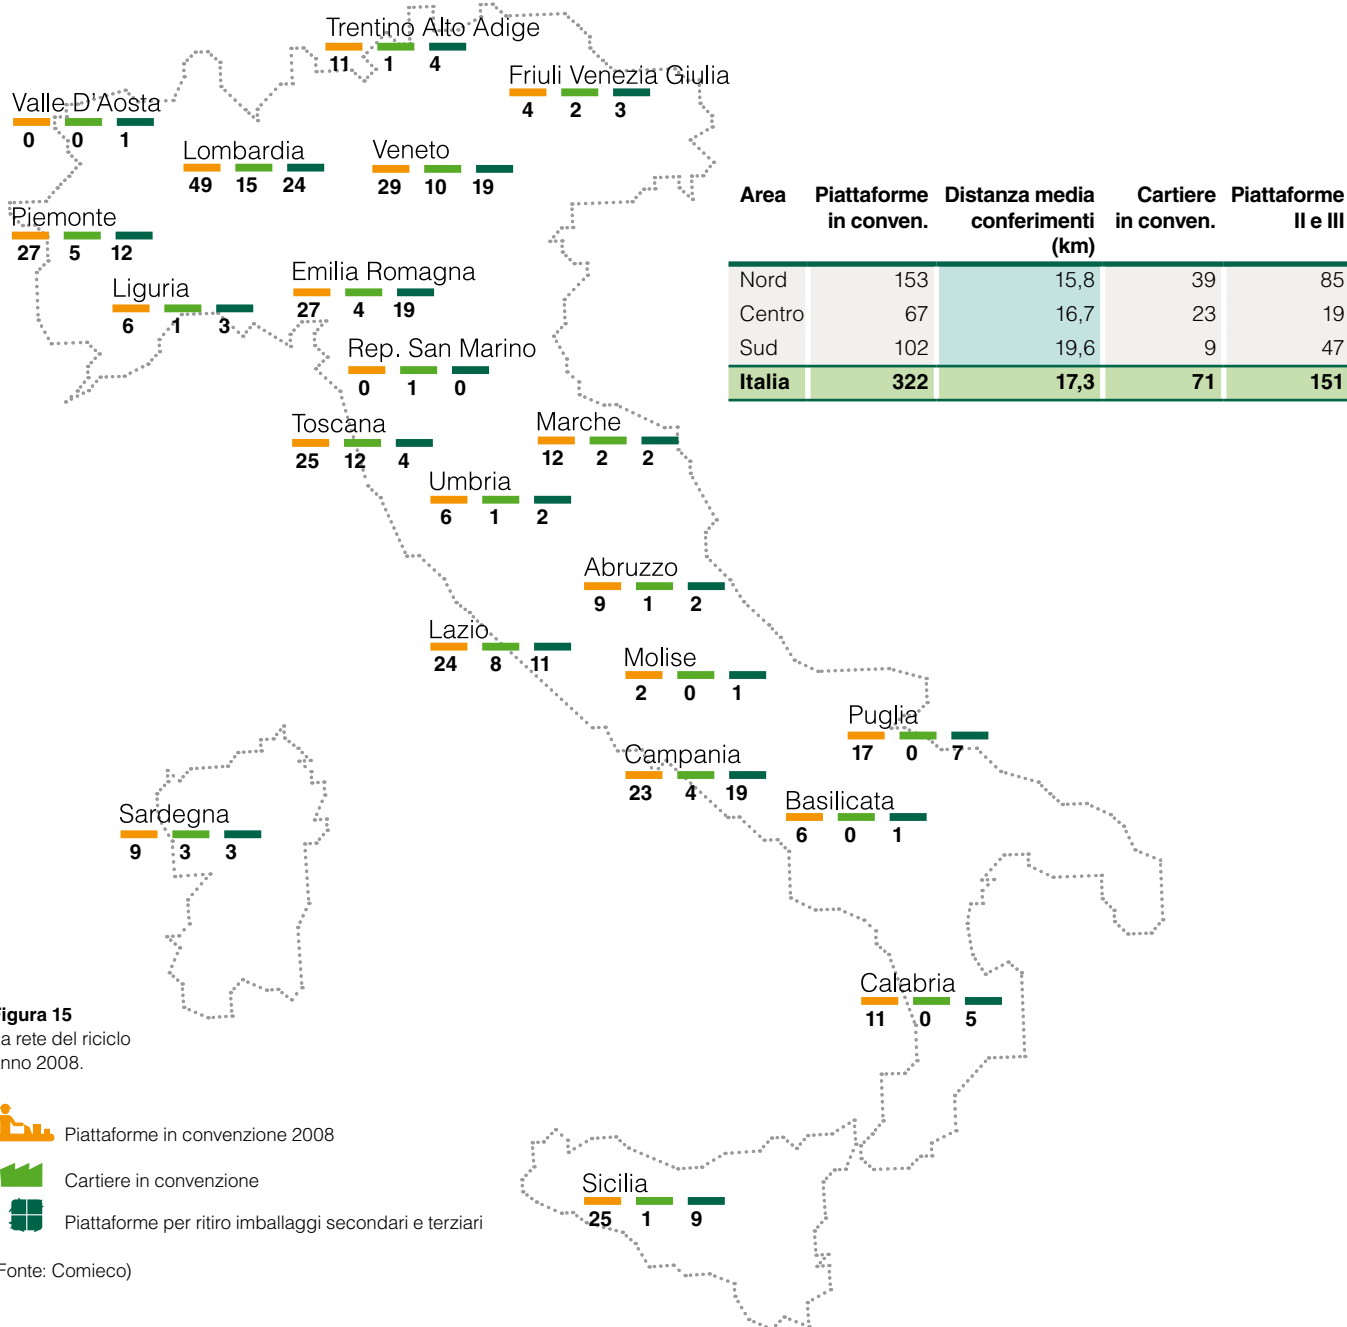 Trentino Alto Adige
11 1 4
Friuli Venezia Giulia
4 2 3
Valle D'Aosta
0 0 1
Lombardia
49 15 24
Veneto
29 10 19
Piemonte
27 5 12
Liguria
6 1 3
Emilia Romagna
27 4 19
Rep. San Marino
0 1 0
Toscana
25 12 4
Marche
12 2 2
Umbria
6 1 2
Abruzzo
9 1 2
Lazio
24 8 11
Molise
2 0 1
Puglia
17 0 7
Campania
23 4 19
Basilicata
6 0 1
Sardegna
9 3 3
Calabria
11 0 5
Sicilia
25 1 9
Area Piattaforme Distanza media Cartiere Piattaforme
in conven. conferimenti in conven. II e III
(km)
Nord 153 15,8 39 85
Centro 67 16,7 23 19
Sud 102 19,6 9 47
Italia 322 17,3 71 151
igura 15
a rete del riciclo
nno 2008.
Piattaforme in convenzione 2008
Cartiere in convenzione
Piattaforme per ritiro imballaggi secondari e terziari
Fonte: Comieco)